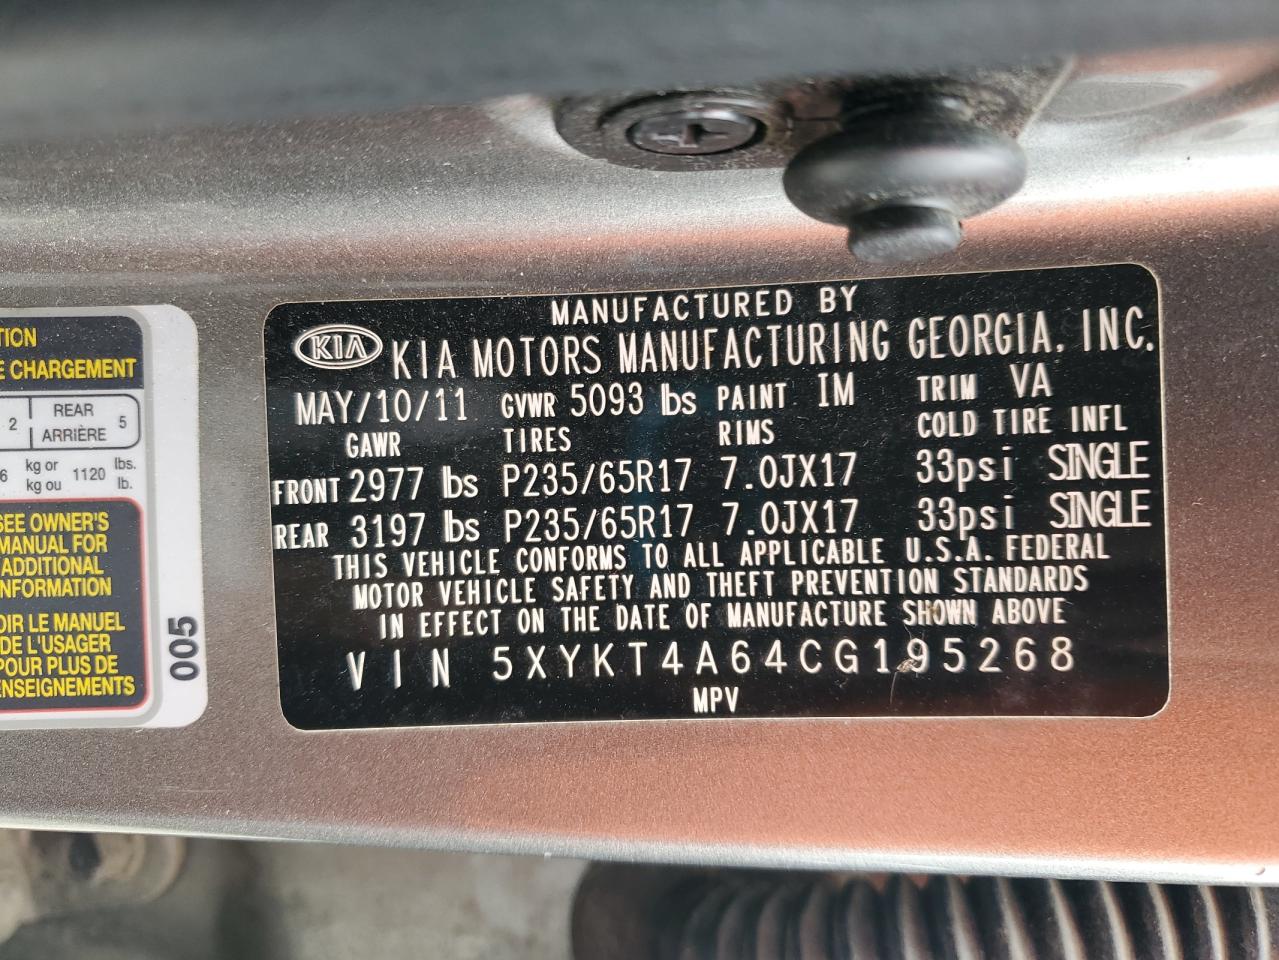 TION
E CHARGEMENT
2 REAR ARRIÈRE 5
6 kg or kg ou 1120 lbs. lb.
SEE OWNER'S
MANUAL FOR
ADDITIONAL
INFORMATION
OIR LE MANUEL
DE L'USAGER
POUR PLUS DE
ENSEIGNEMENTS
005
MANUFACTURED BY
KIA KIA MOTORS MANUFACTURING GEORGIA, INC.
MAY/10/11 GVWR 5093 lbs PAINT IM TRIM VA
GAWR TIRES RIMS COLD TIRE INFL
FRONT 2977 lbs P235/65R17 7.0JX17 33psi SINGLE
REAR 3197 lbs P235/65R17 7.0JX17 33psi SINGLE
THIS VEHICLE CONFORMS TO ALL APPLICABLE U.S.A. FEDERAL
MOTOR VEHICLE SAFETY AND THEFT PREVENTION STANDARDS
IN EFFECT ON THE DATE OF MANUFACTURE SHOWN ABOVE
VIN 5XYKT4A64CG195268
MPV